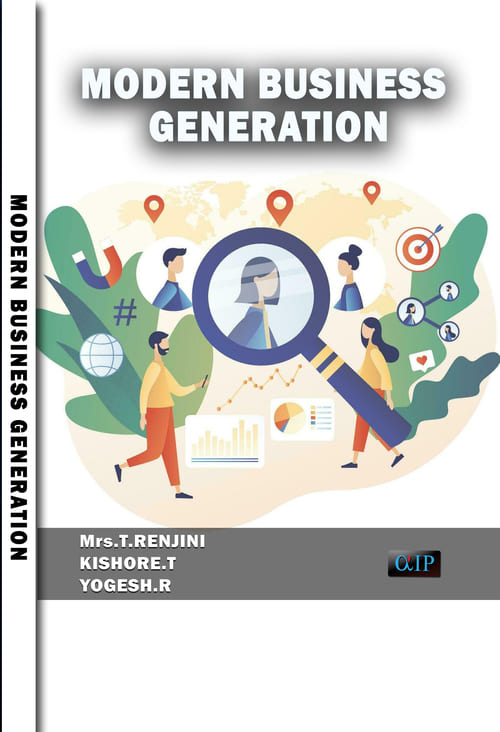 MODERN BUSINESS
GENERATION
MODERN BUSINESS GENERATION
#
Mrs.T.RENJINI
KISHORE.T
YOGESH.R
αIP